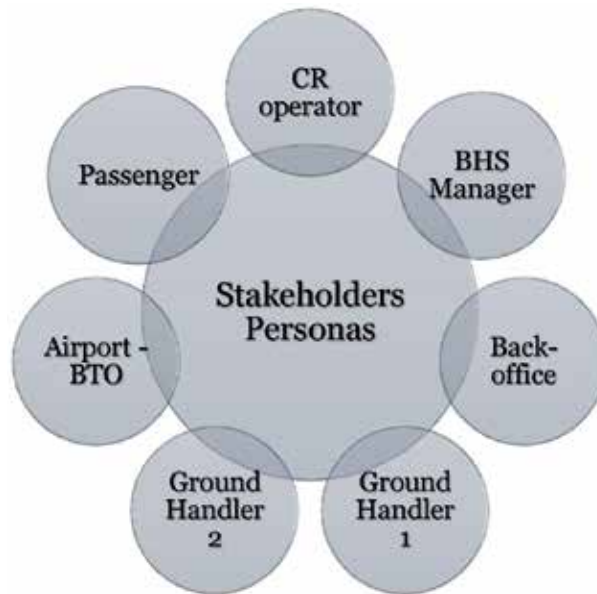 CR
operator
BHS
Manager
Passenger
Stakeholders
Personas
Airport -
BTO
Back-
office
Ground
Handler
2
Ground
Handler
1